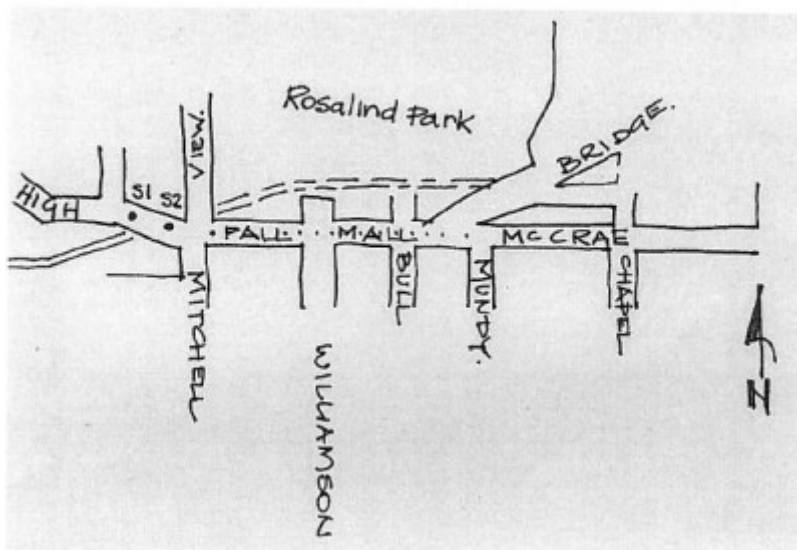 Rosalind Park
BRIDGE.
VIEW.
HIGH
S1 S2
PALL MALL
McCRAE
MITCHELL
WILLIAMSON
BULL
MUNDY.
CHAPEL
N